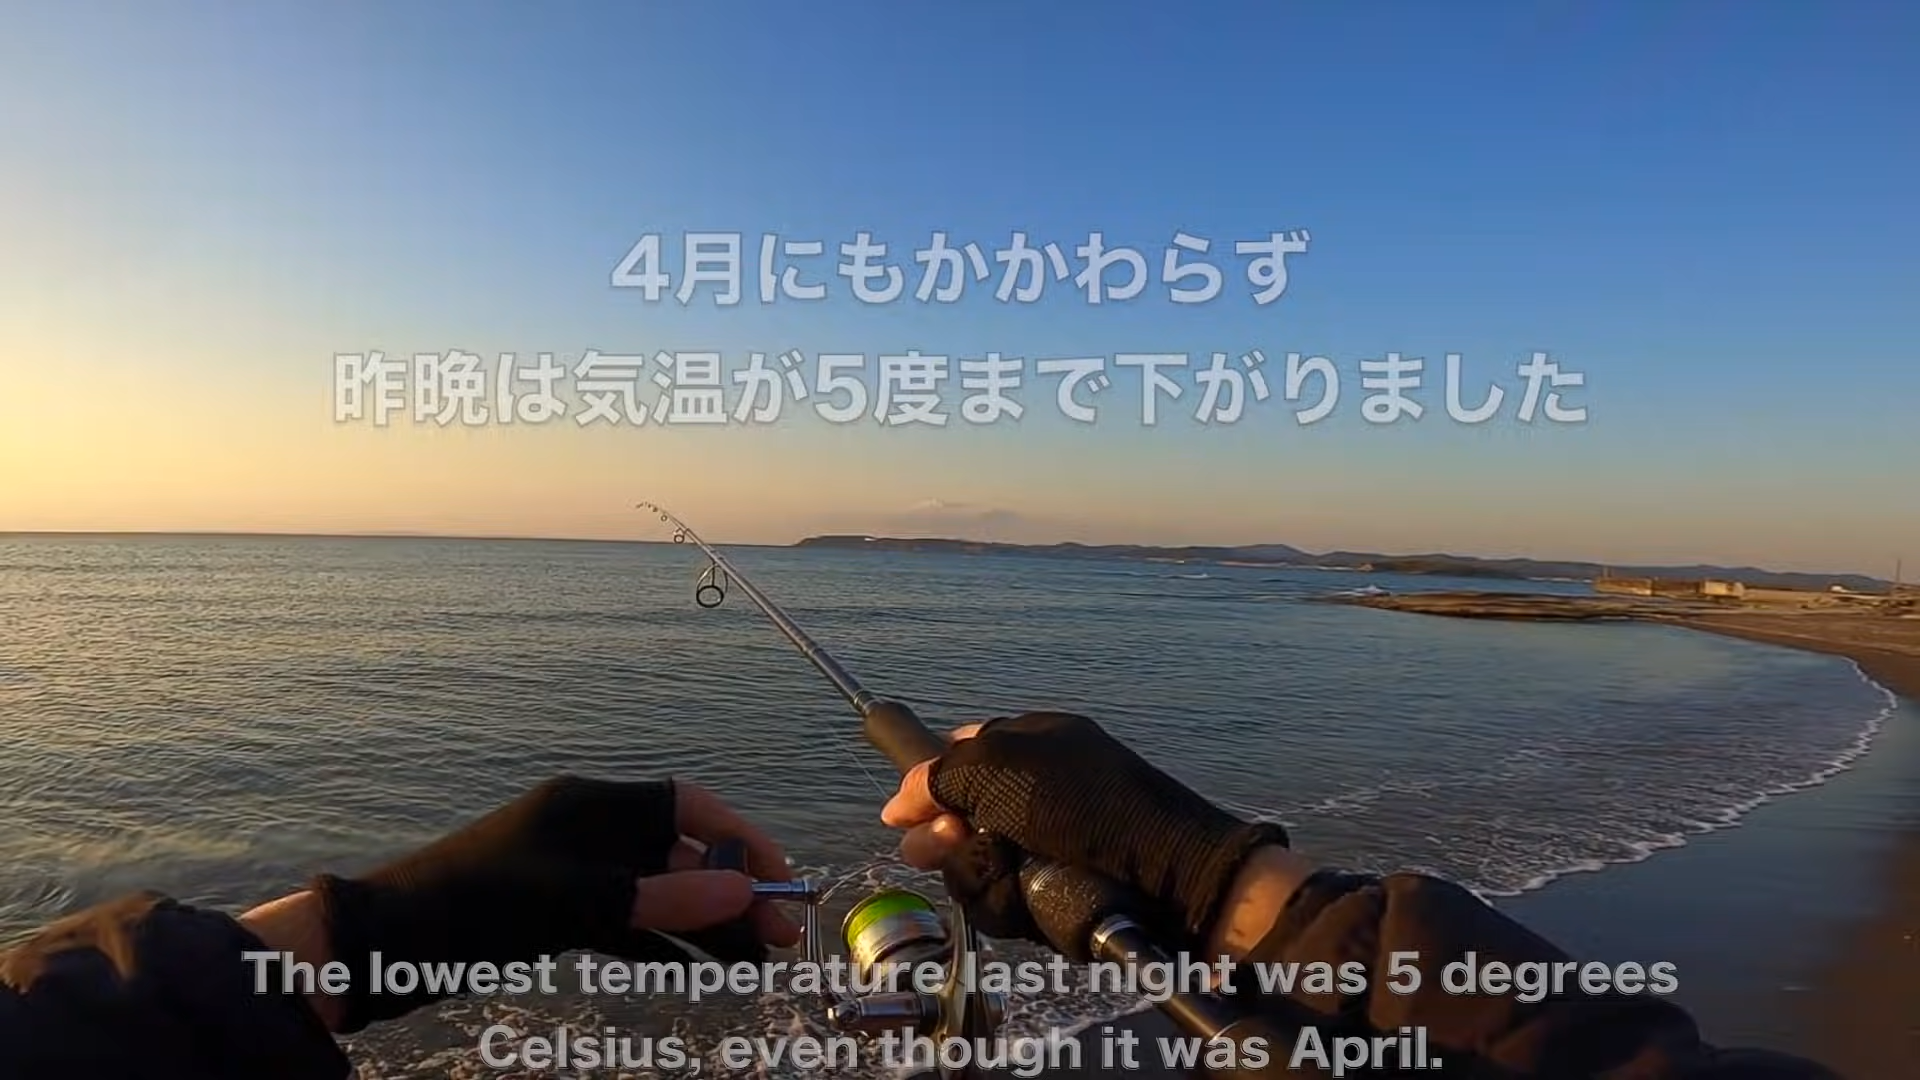 4月にもかかわらず
昨晩は気温が5度まで下がりました
The lowest temperature last night was 5 degrees
Celsius, even though it was April.